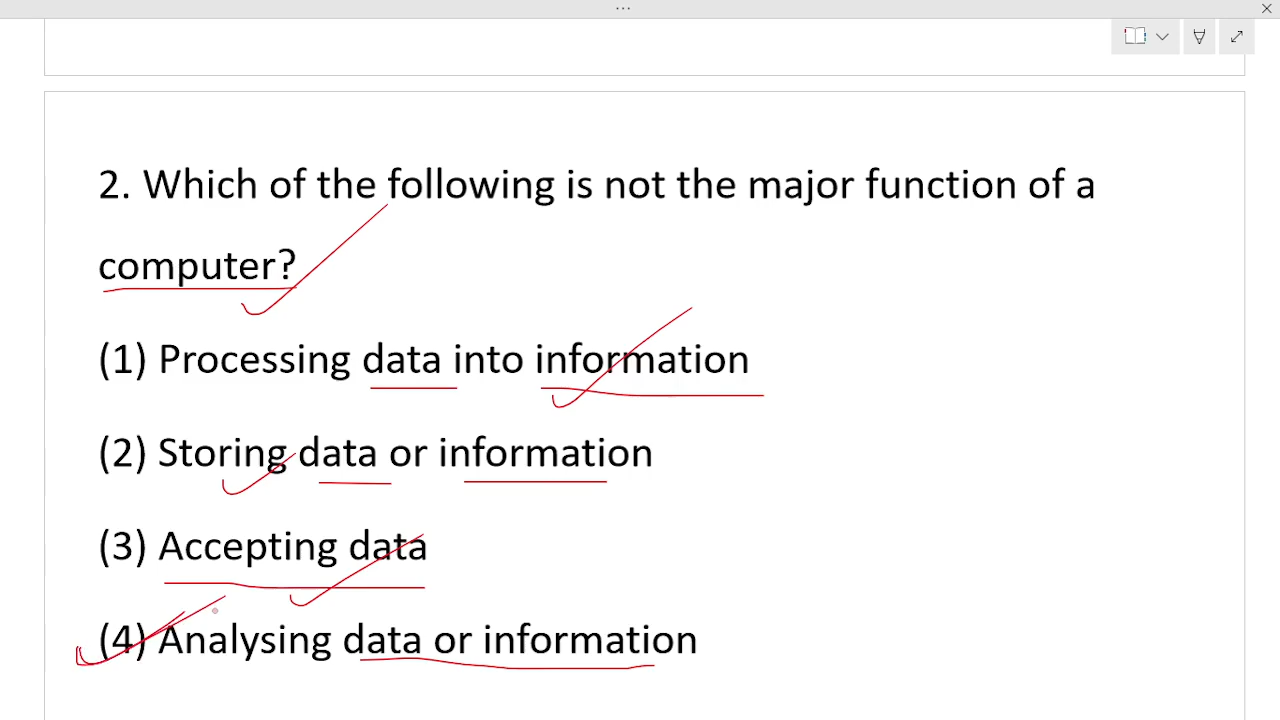 2. Which of the following is not the major function of a
computer?
(1) Processing data into information
(2) Storing data or information
(3) Accepting data
(4) Analysing data or information